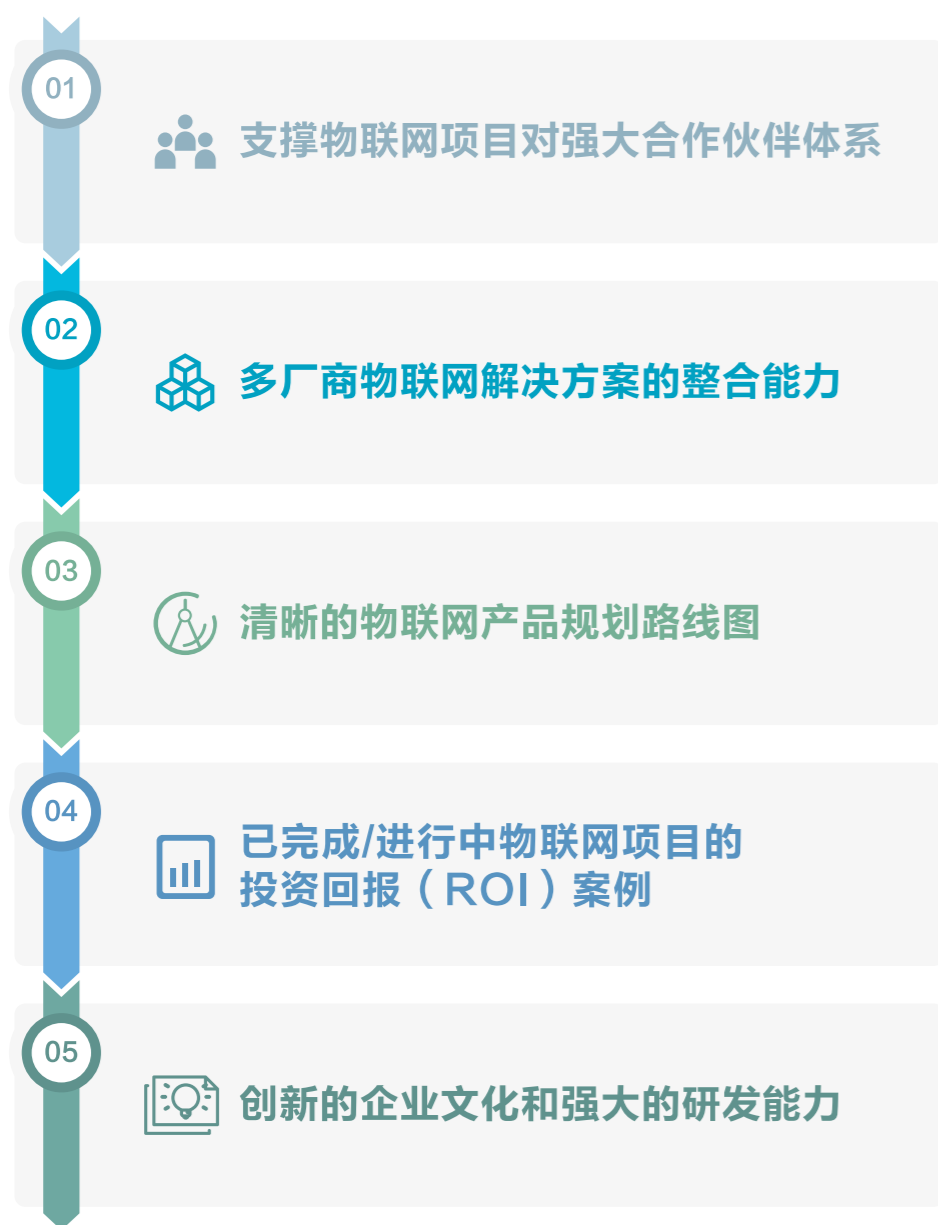 01
支撑物联网项目对强大合作伙伴体系
02
多厂商物联网解决方案的整合能力
03
清晰的物联网产品规划路线图
04
已完成/进行中物联网项目的
投资回报（ROI）案例
05
创新的企业文化和强大的研发能力